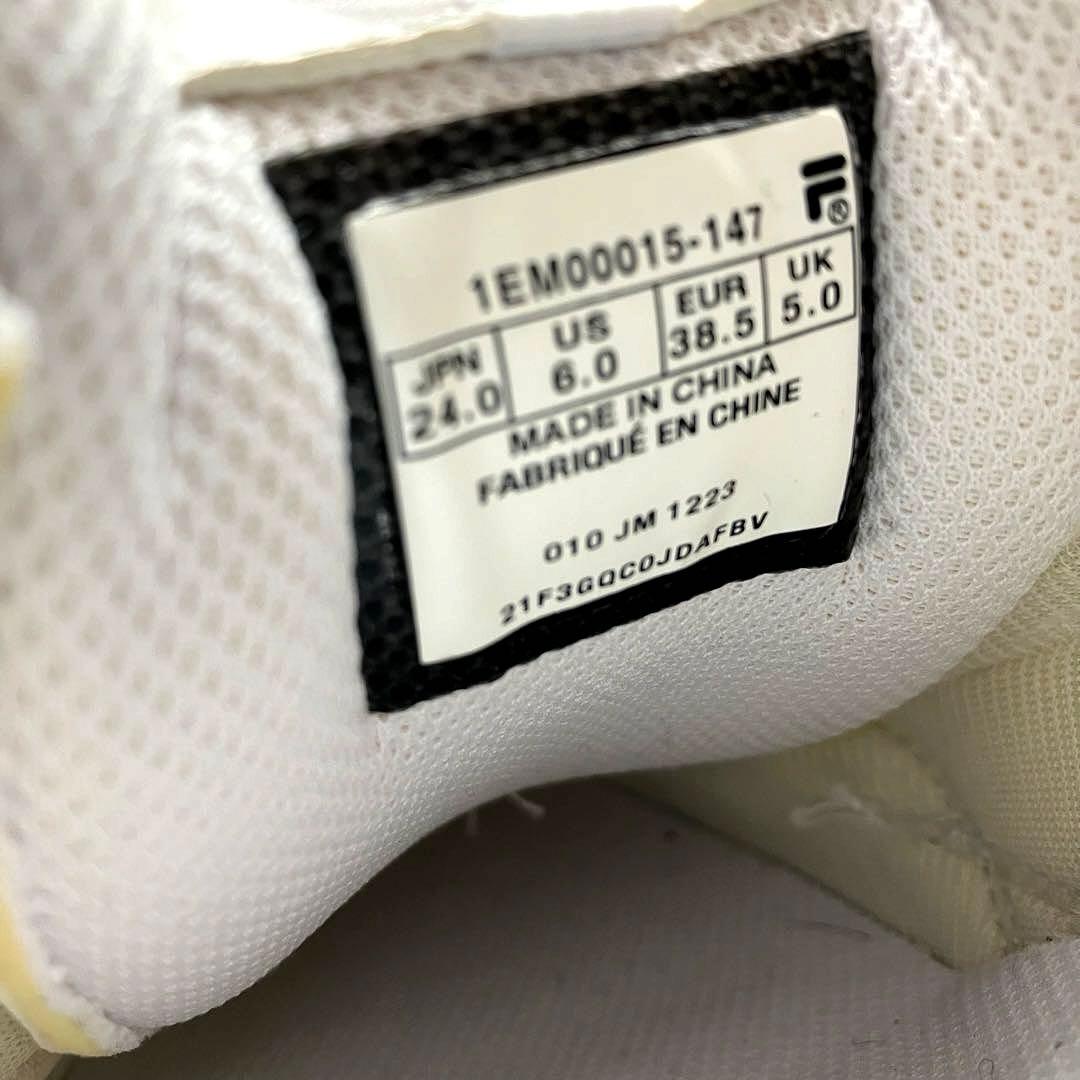 F®
1EM00015-147
JPN US EUR UK
24.0 6.0 38.5 5.0
MADE IN CHINA
FABRIQUÉ EN CHINE
010 JM 1223
21F3GQC0JDAFBV